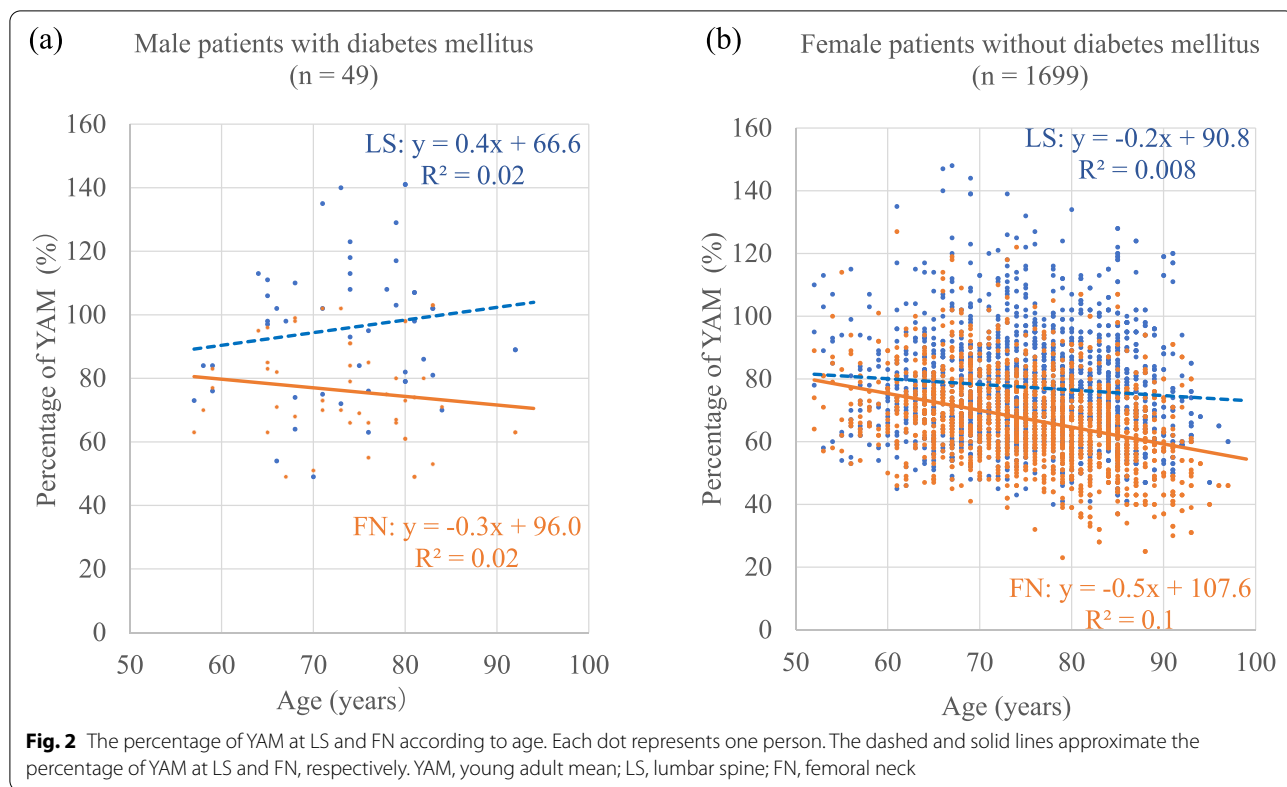 (a)
Male patients with diabetes mellitus
(n = 49)
Percentage of YAM (%)
160
140
120
100
80
60
40
20
0
LS: y = 0.4x + 66.6
R² = 0.02
FN: y = -0.3x + 96.0
R² = 0.02
50 60 70 80 90 100
Age (years)
(b)
Female patients without diabetes mellitus
(n = 1699)
Percentage of YAM (%)
160
140
120
100
80
60
40
20
0
LS: y = -0.2x + 90.8
R² = 0.008
FN: y = -0.5x + 107.6
R² = 0.1
50 60 70 80 90 100
Age (years)
Fig. 2 The percentage of YAM at LS and FN according to age. Each dot represents one person. The dashed and solid lines approximate the
percentage of YAM at LS and FN, respectively. YAM, young adult mean; LS, lumbar spine; FN, femoral neck